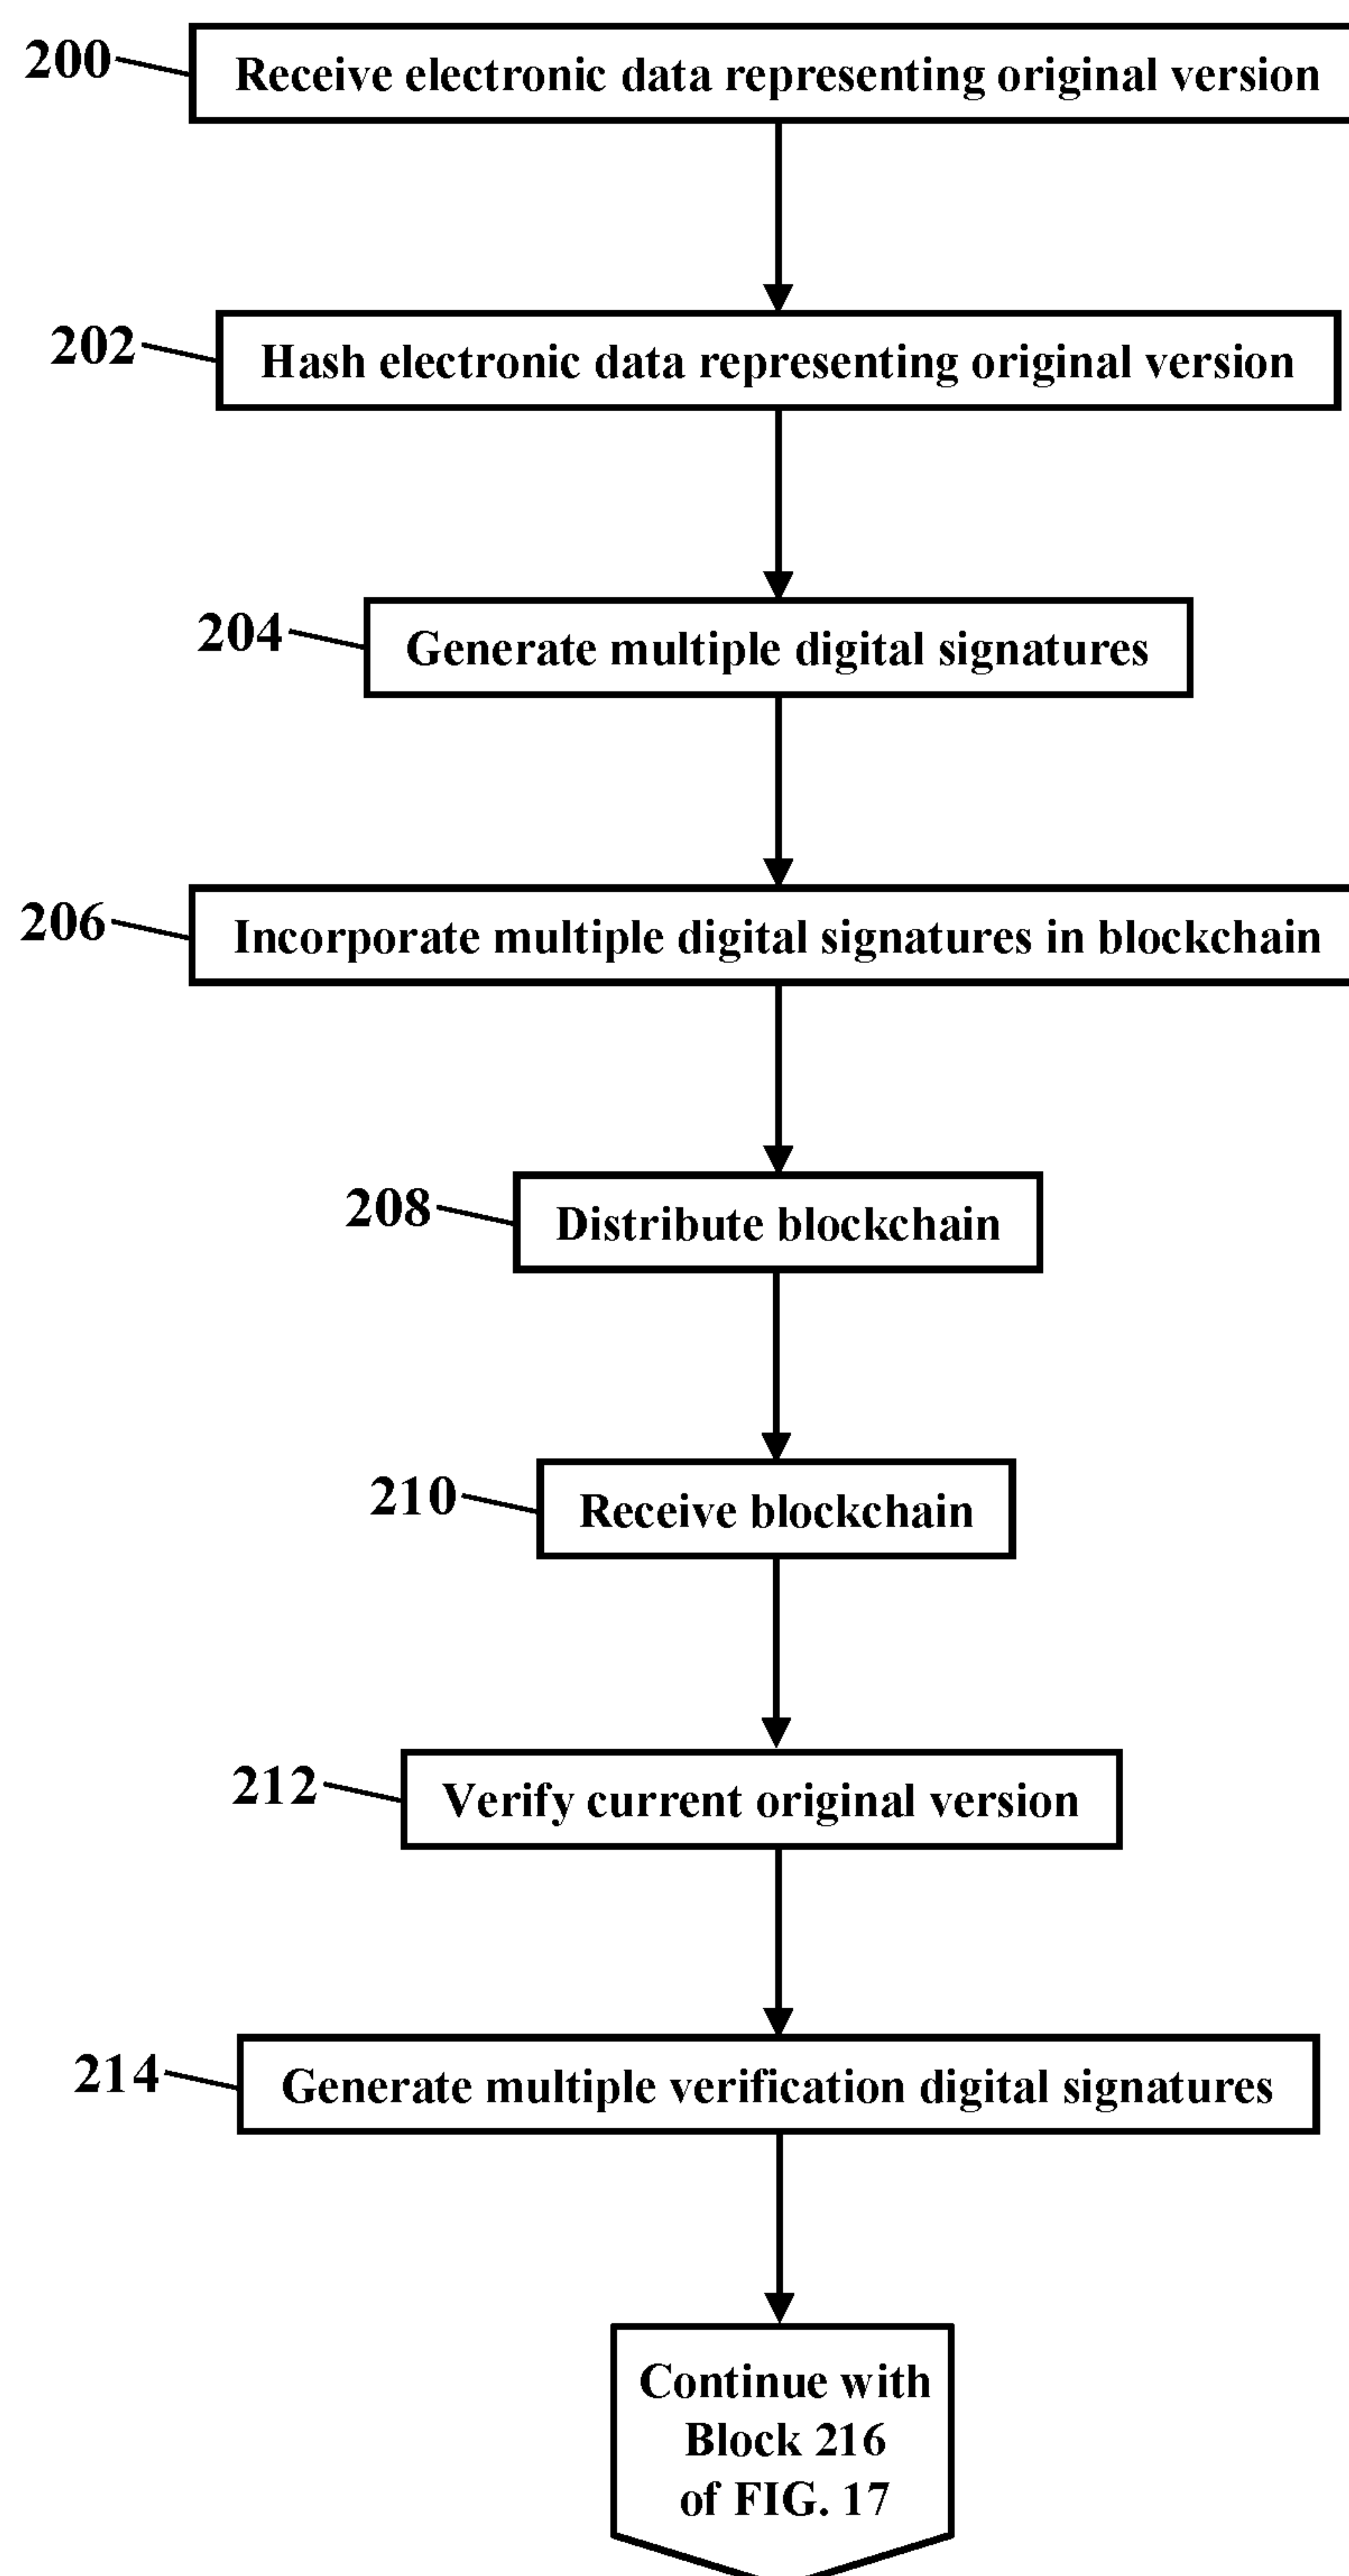 200
Receive electronic data representing original version
202
Hash electronic data representing original version
204
Generate multiple digital signatures
206
Incorporate multiple digital signatures in blockchain
208
Distribute blockchain
210
Receive blockchain
212
Verify current original version
214
Generate multiple verification digital signatures
Continue with
Block 216
of FIG. 17